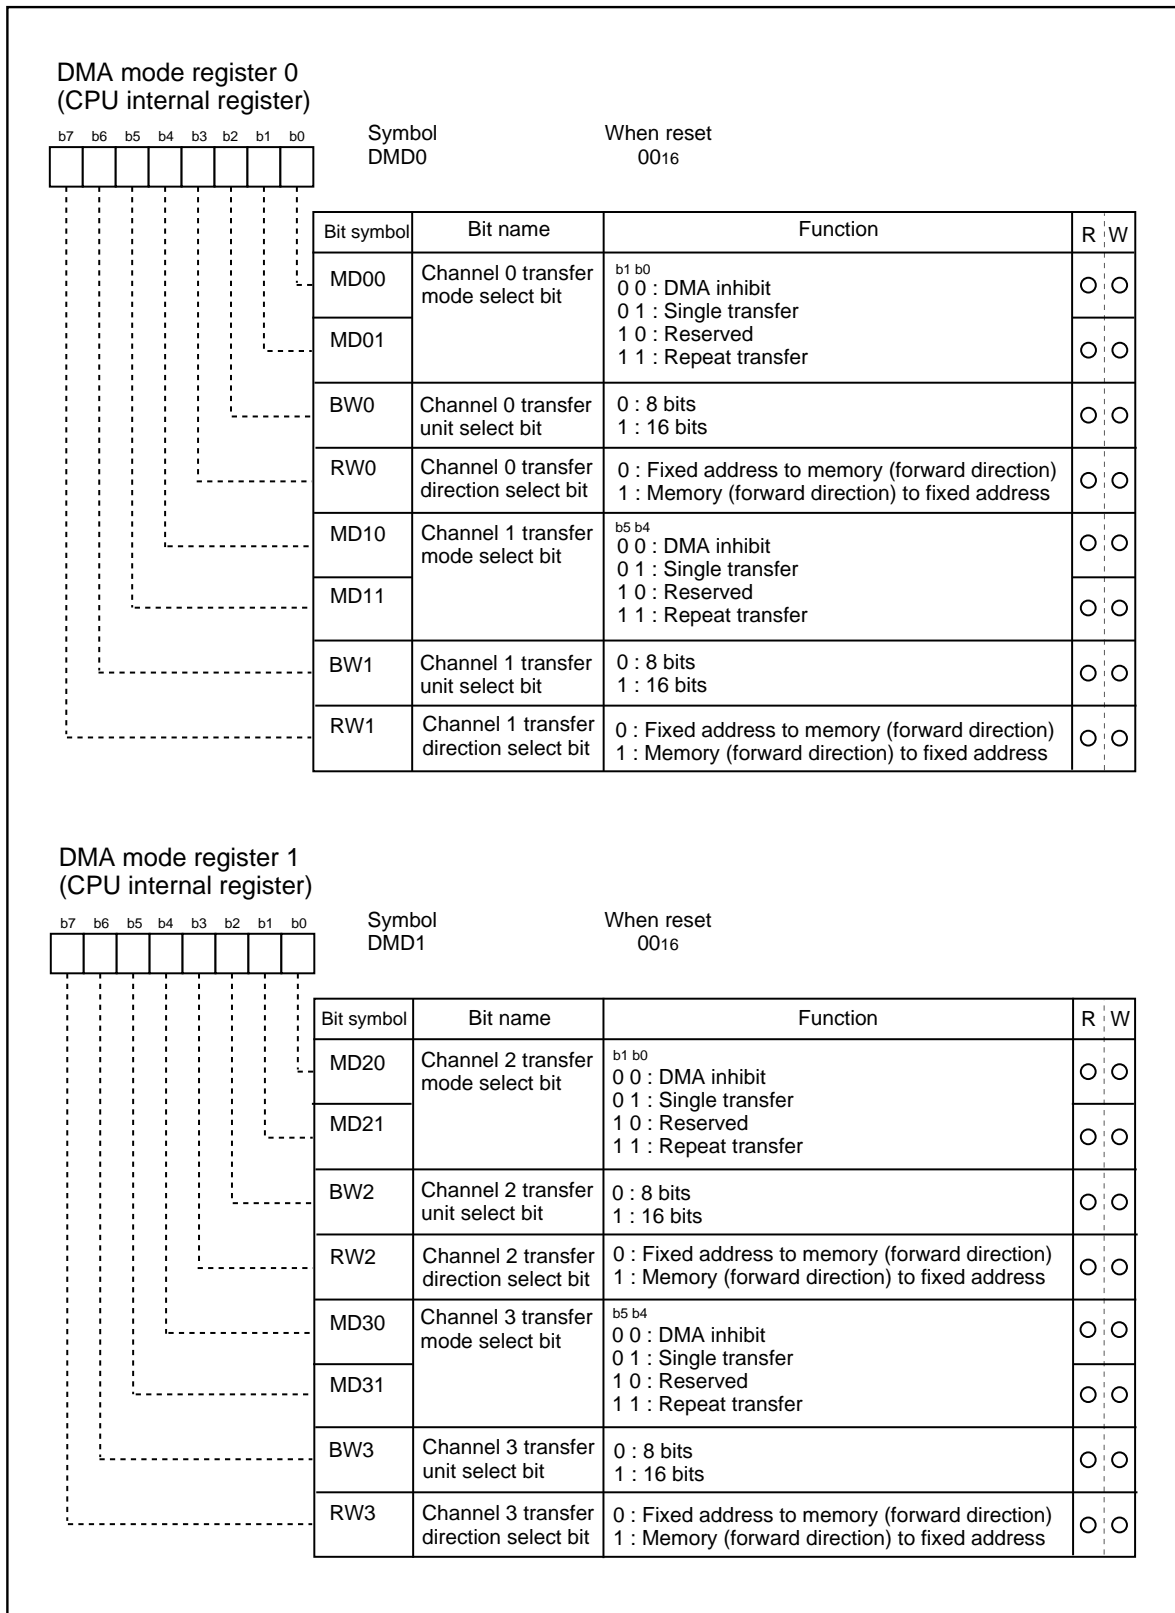 DMA mode register 0
(CPU internal register)
b7 b6 b5 b4 b3 b2 b1 b0
Symbol When reset
DMD0 0016
Bit symbol Bit name Function R W
MD00 Channel 0 transfer mode select bit
b1 b0
0 0 : DMA inhibit
0 1 : Single transfer
MD01
1 0 : Reserved
1 1 : Repeat transfer
BW0 Channel 0 transfer unit select bit
0 : 8 bits
1 : 16 bits
RW0 Channel 0 transfer direction select bit
0 : Fixed address to memory (forward direction)
1 : Memory (forward direction) to fixed address
MD10 Channel 1 transfer mode select bit
b5 b4
0 0 : DMA inhibit
0 1 : Single transfer
MD11
1 0 : Reserved
1 1 : Repeat transfer
BW1 Channel 1 transfer unit select bit
0 : 8 bits
1 : 16 bits
RW1 Channel 1 transfer direction select bit
0 : Fixed address to memory (forward direction)
1 : Memory (forward direction) to fixed address
DMA mode register 1
(CPU internal register)
b7 b6 b5 b4 b3 b2 b1 b0
Symbol When reset
DMD1 0016
Bit symbol Bit name Function R W
MD20 Channel 2 transfer mode select bit
b1 b0
0 0 : DMA inhibit
0 1 : Single transfer
MD21
1 0 : Reserved
1 1 : Repeat transfer
BW2 Channel 2 transfer unit select bit
0 : 8 bits
1 : 16 bits
RW2 Channel 2 transfer direction select bit
0 : Fixed address to memory (forward direction)
1 : Memory (forward direction) to fixed address
MD30 Channel 3 transfer mode select bit
b5 b4
0 0 : DMA inhibit
0 1 : Single transfer
MD31
1 0 : Reserved
1 1 : Repeat transfer
BW3 Channel 3 transfer unit select bit
0 : 8 bits
1 : 16 bits
RW3 Channel 3 transfer direction select bit
0 : Fixed address to memory (forward direction)
1 : Memory (forward direction) to fixed address